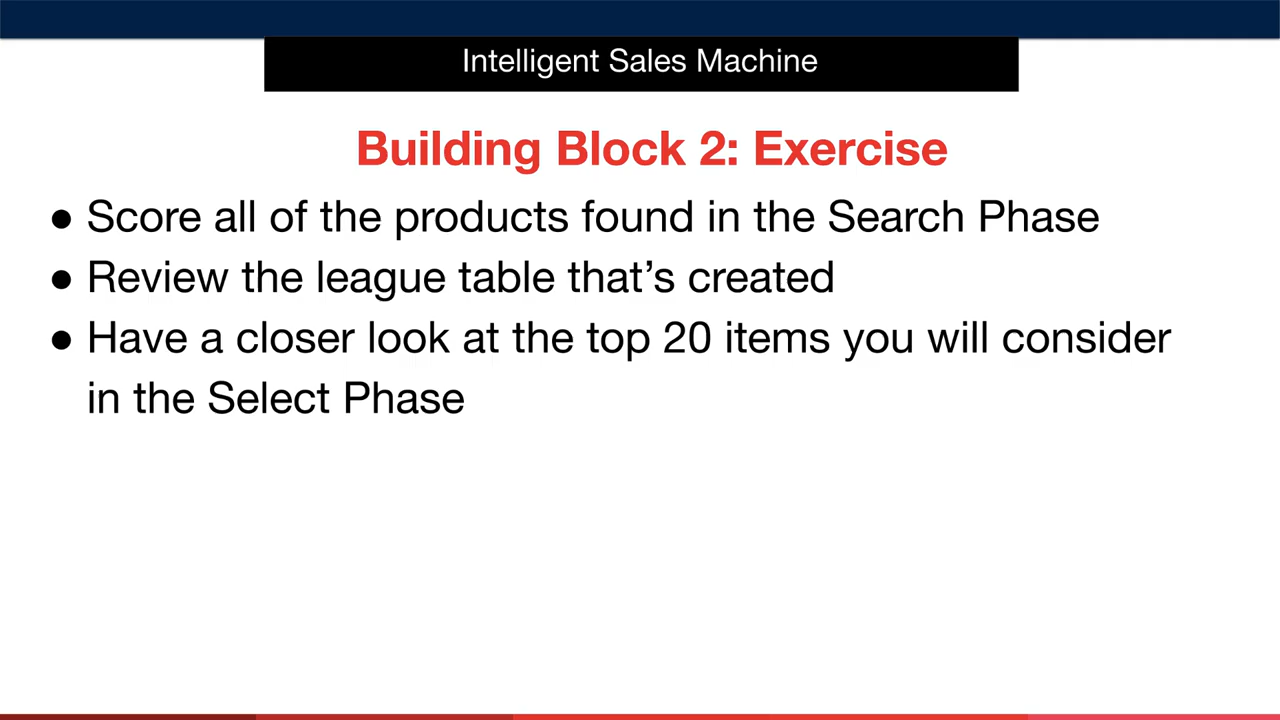 Intelligent Sales Machine
Building Block 2: Exercise
● Score all of the products found in the Search Phase
● Review the league table that’s created
● Have a closer look at the top 20 items you will consider
in the Select Phase